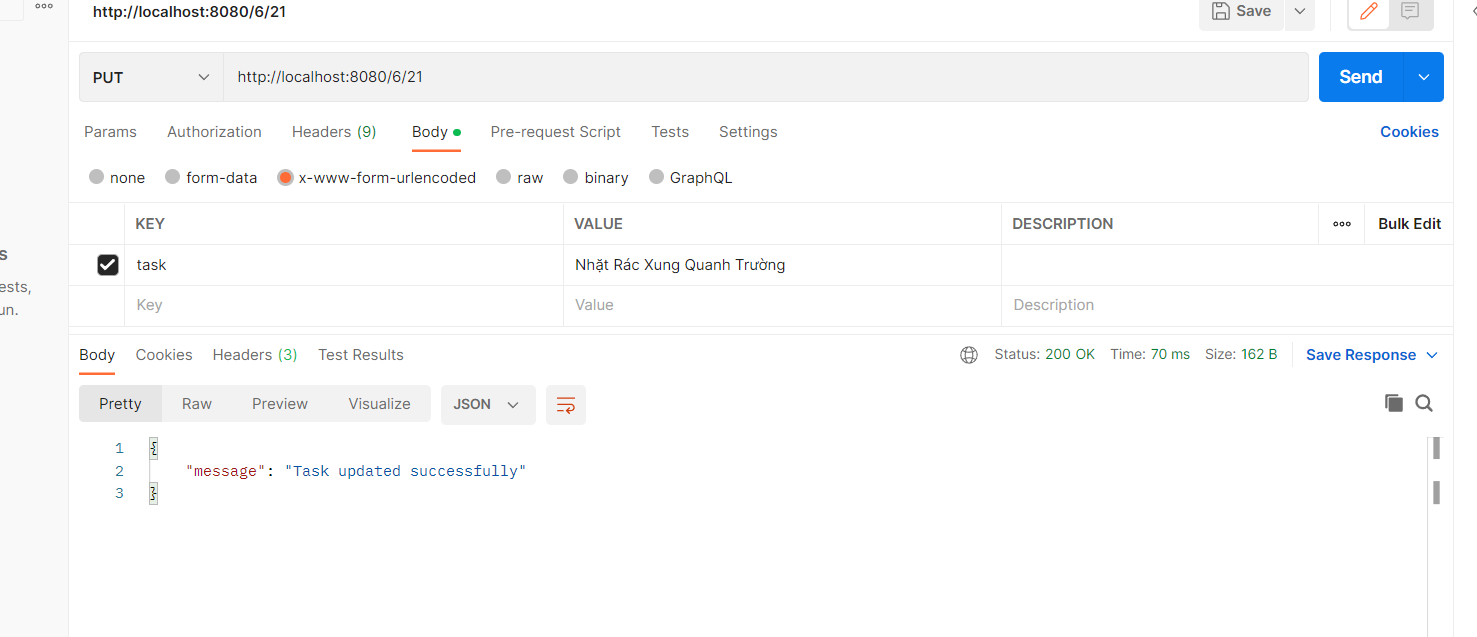 http://localhost:8080/6/21
Save
PUT
http://localhost:8080/6/21
Send
Params Authorization Headers (9) Body Pre-request Script Tests Settings Cookies
none form-data x-www-form-urlencoded raw binary GraphQL
KEY VALUE DESCRIPTION Bulk Edit
task Nhặt Rác Xung Quanh Trường
Key Value Description
Body Cookies Headers (3) Test Results Status: 200 OK Time: 70 ms Size: 162 B Save Response
Pretty Raw Preview Visualize JSON
1 {
2 "message": "Task updated successfully"
3 }
s
ests,
un.